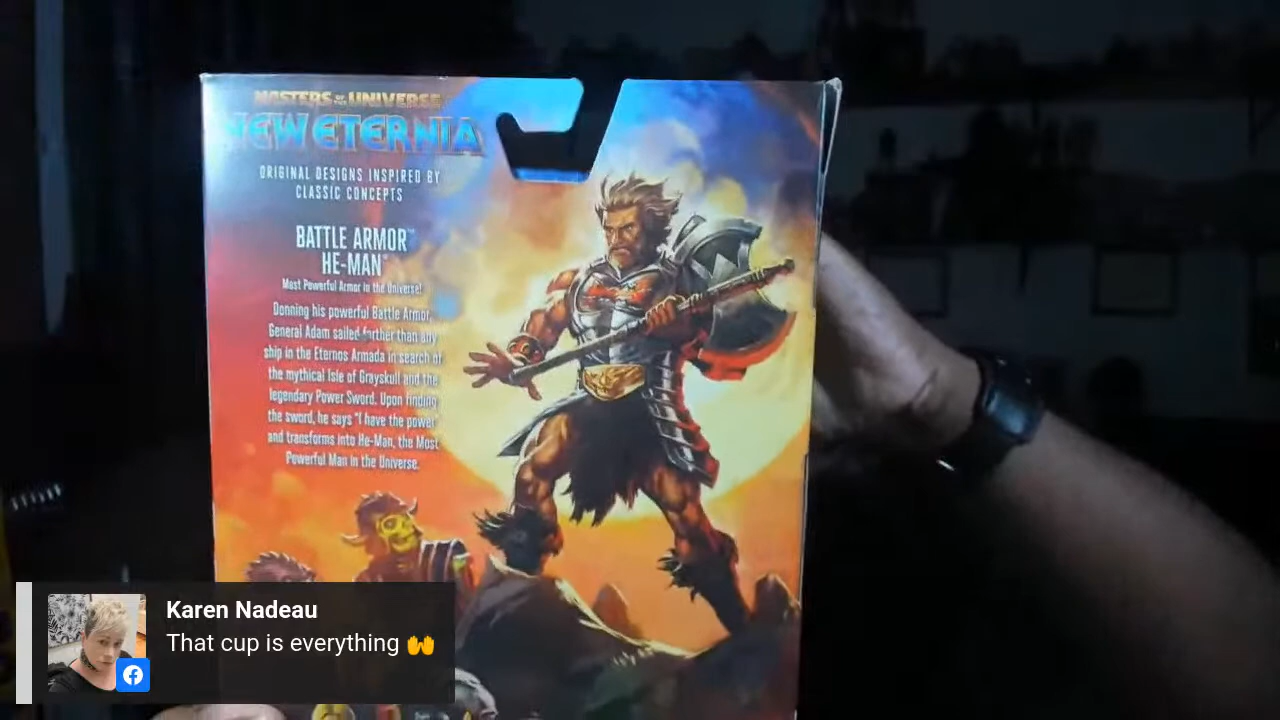 MASTERS OF THE UNIVERSE
NEW ETERNIA
ORIGINAL DESIGNS INSPIRED BY
CLASSIC CONCEPTS
BATTLE ARMOR™
HE-MAN®
Most Powerful Armor in the Universe!
Donning his powerful Battle Armor,
General Adam sailed farther than any
ship in the Eternos Armada in search of
the mythical Isle of Grayskull and the
legendary Power Sword. Upon finding
the sword, he says "I have the power"
and transforms into He-Man, the Most
Powerful Man in the Universe.
Karen Nadeau
That cup is everything 🙌